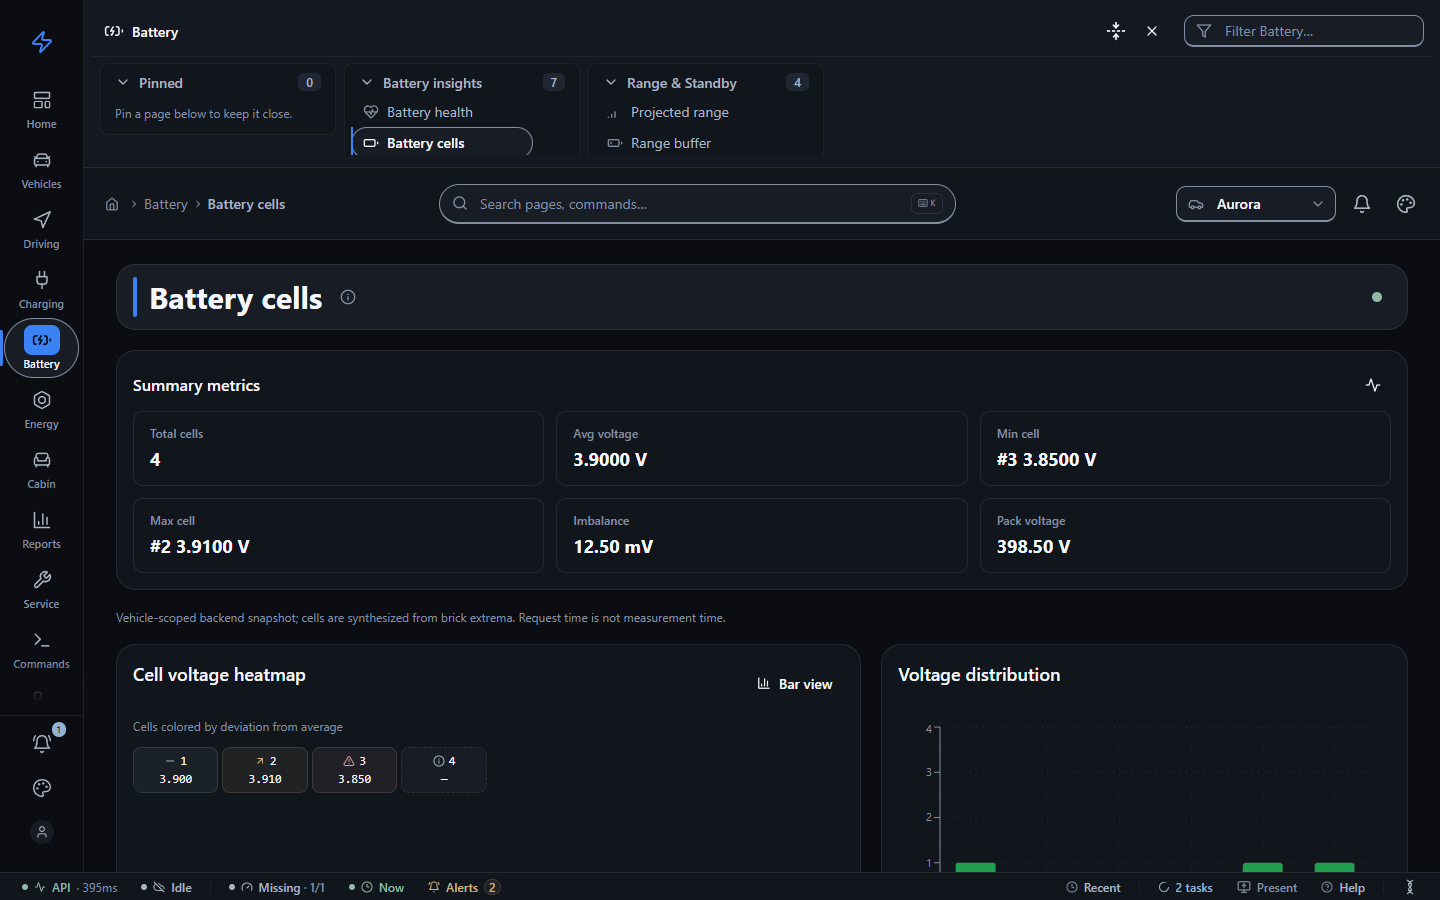 Battery
Filter Battery...
Pinned 0
Pin a page below to keep it close.
Battery insights 7
Battery health
Battery cells
Range & Standby 4
Projected range
Range buffer
Home
Vehicles
Driving
Charging
Battery
Energy
Cabin
Reports
Service
Commands
1
Battery Battery cells
Search pages, commands...
K
Aurora
Battery cells
Summary metrics
Total cells
4
Avg voltage
3.9000 V
Min cell
#3 3.8500 V
Max cell
#2 3.9100 V
Imbalance
12.50 mV
Pack voltage
398.50 V
Vehicle-scoped backend snapshot; cells are synthesized from brick extrema. Request time is not measurement time.
Cell voltage heatmap
Bar view
Cells colored by deviation from average
1
3.900
2
3.910
3
3.850
4
—
Voltage distribution
4
3
2
1
API · 395ms
Idle
Missing · 1/1
Now
Alerts 2
Recent
2 tasks
Present
Help